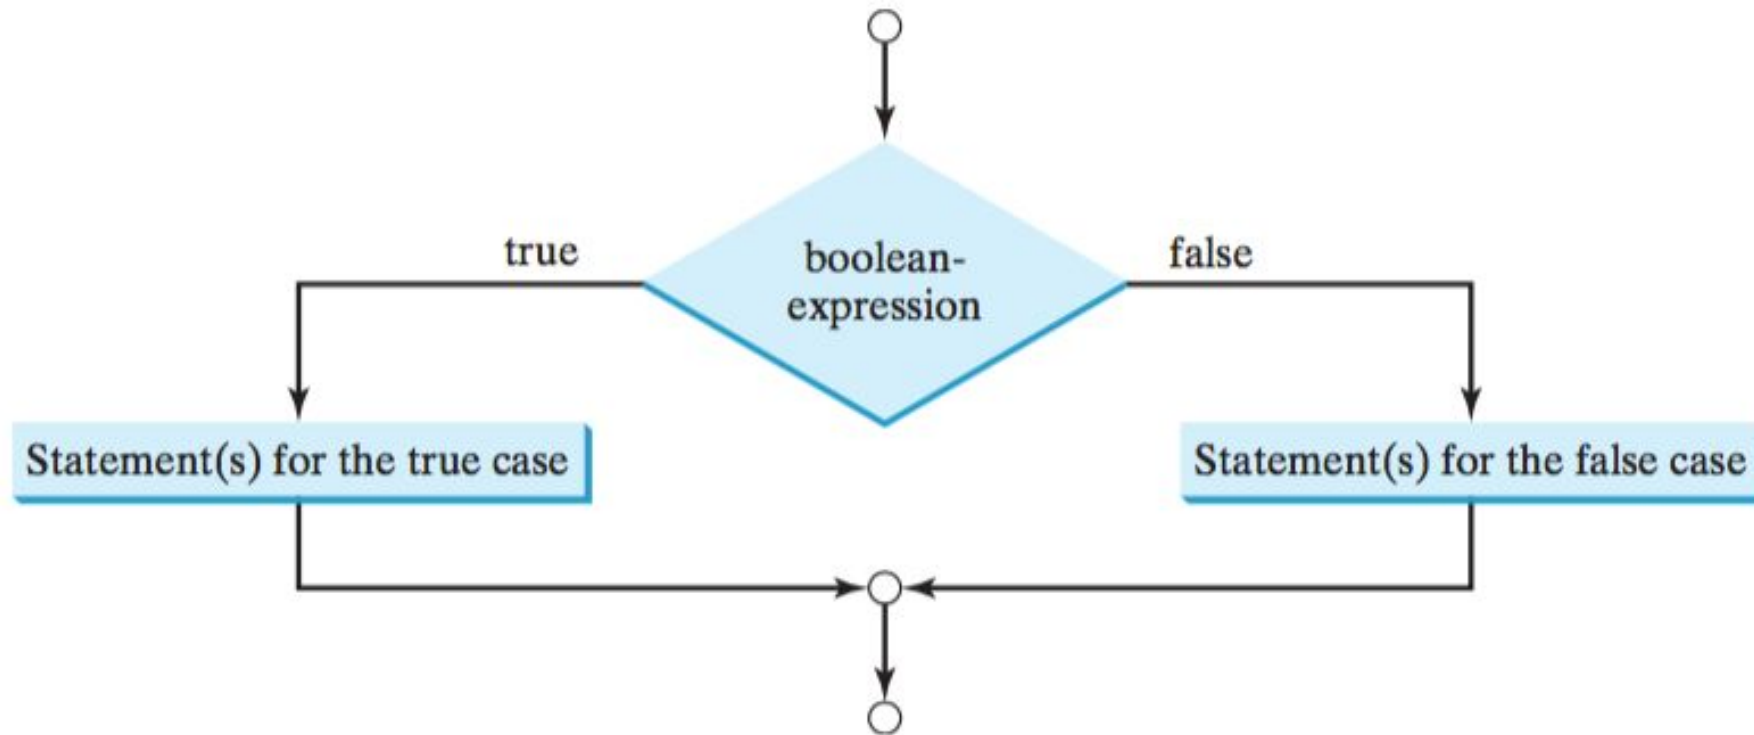 true
boolean-
expression
false
Statement(s) for the true case
Statement(s) for the false case